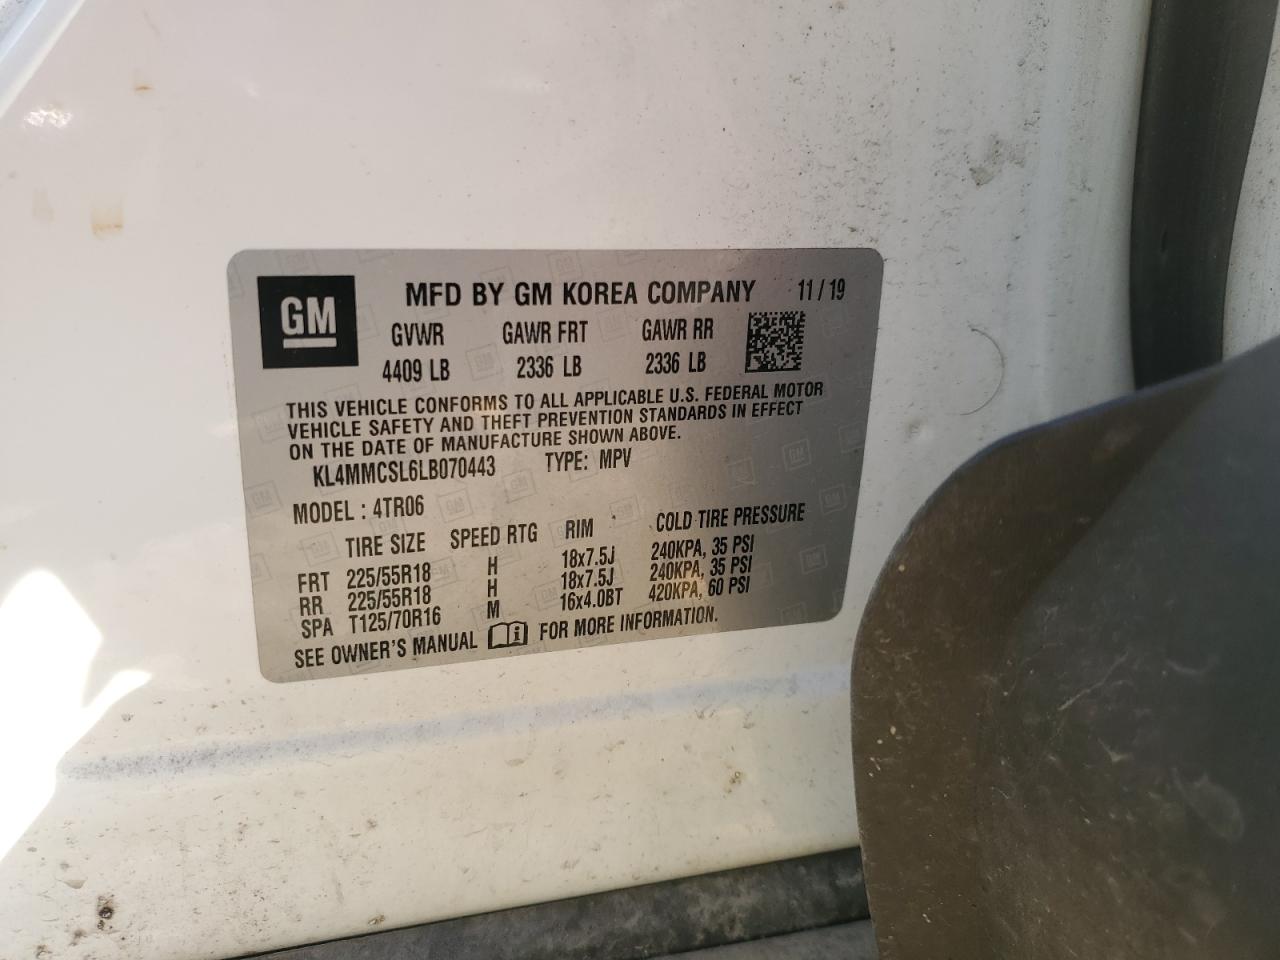 GM
MFD BY GM KOREA COMPANY 11 / 19
GVWR GAWR FRT GAWR RR
4409 LB 2336 LB 2336 LB
THIS VEHICLE CONFORMS TO ALL APPLICABLE U.S. FEDERAL MOTOR
VEHICLE SAFETY AND THEFT PREVENTION STANDARDS IN EFFECT
ON THE DATE OF MANUFACTURE SHOWN ABOVE.
KL4MMCSL6LB070443 TYPE: MPV
MODEL : 4TR06
TIRE SIZE SPEED RTG RIM COLD TIRE PRESSURE
FRT 225/55R18 H 18x7.5J 240KPA, 35 PSI
RR 225/55R18 H 18x7.5J 240KPA, 35 PSI
SPA T125/70R16 M 16x4.0BT 420KPA, 60 PSI
SEE OWNER'S MANUAL FOR MORE INFORMATION.